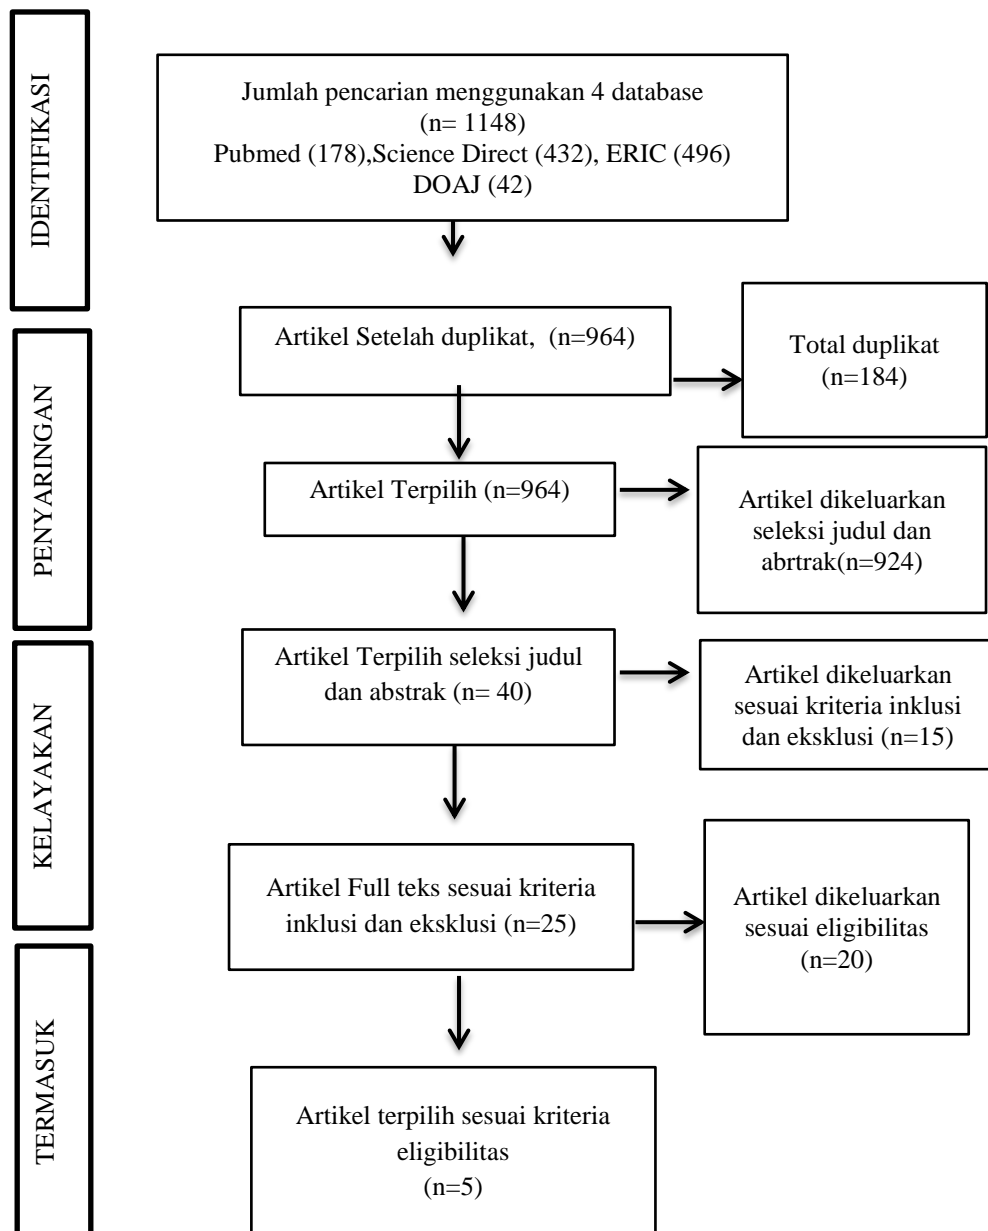 IDENTIFIKASI
Jumlah pencarian menggunakan 4 database
(n= 1148)
Pubmed (178),Science Direct (432), ERIC (496)
DOAJ (42)
PENYARINGAN
Artikel Setelah duplikat, (n=964)
Total duplikat
(n=184)
Artikel Terpilih (n=964)
Artikel dikeluarkan
seleksi judul dan
abrtrak(n=924)
KELAYAKAN
Artikel Terpilih seleksi judul
dan abstrak (n= 40)
Artikel dikeluarkan
sesuai kriteria inklusi
dan eksklusi (n=15)
Artikel Full teks sesuai kriteria
inklusi dan eksklusi (n=25)
Artikel dikeluarkan
sesuai eligibilitas
(n=20)
TERMASUK
Artikel terpilih sesuai kriteria
eligibilitas
(n=5)